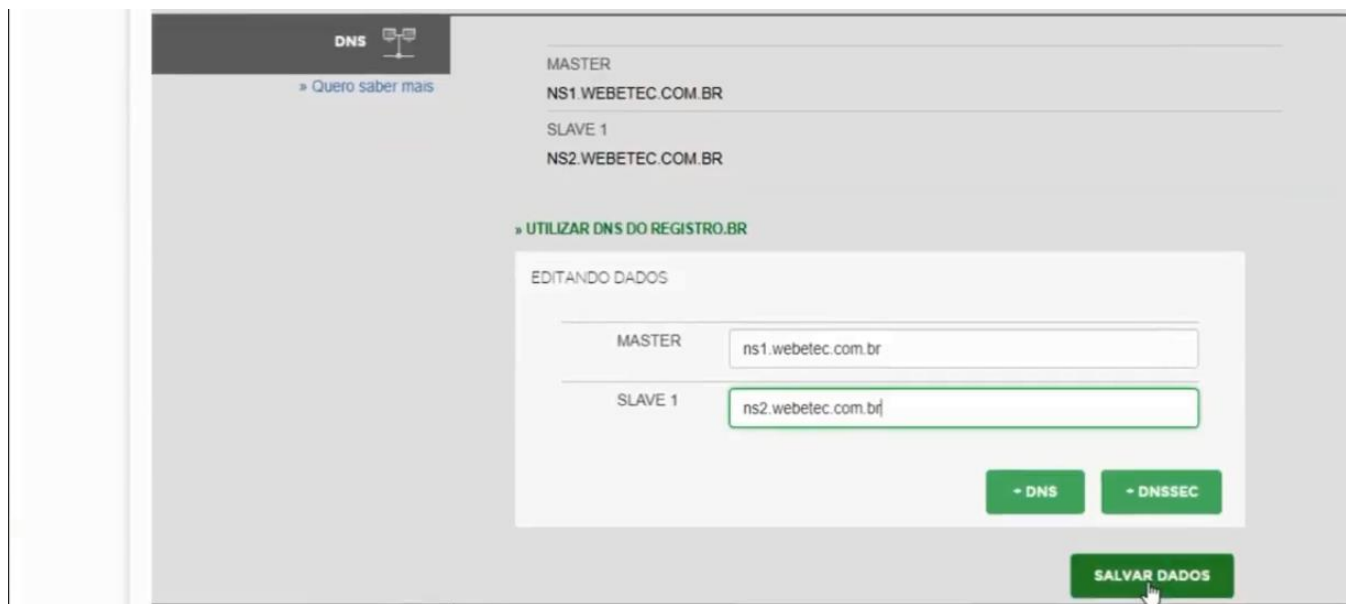 DNS
» Quero saber mais
MASTER
NS1.WEBETEC.COM.BR
SLAVE 1
NS2.WEBETEC.COM.BR
» UTILIZAR DNS DO REGISTRO.BR
EDITANDO DADOS
MASTER
ns1.webetec.com.br
SLAVE 1
ns2.webetec.com.br
+ DNS
+ DNSSEC
SALVAR DADOS